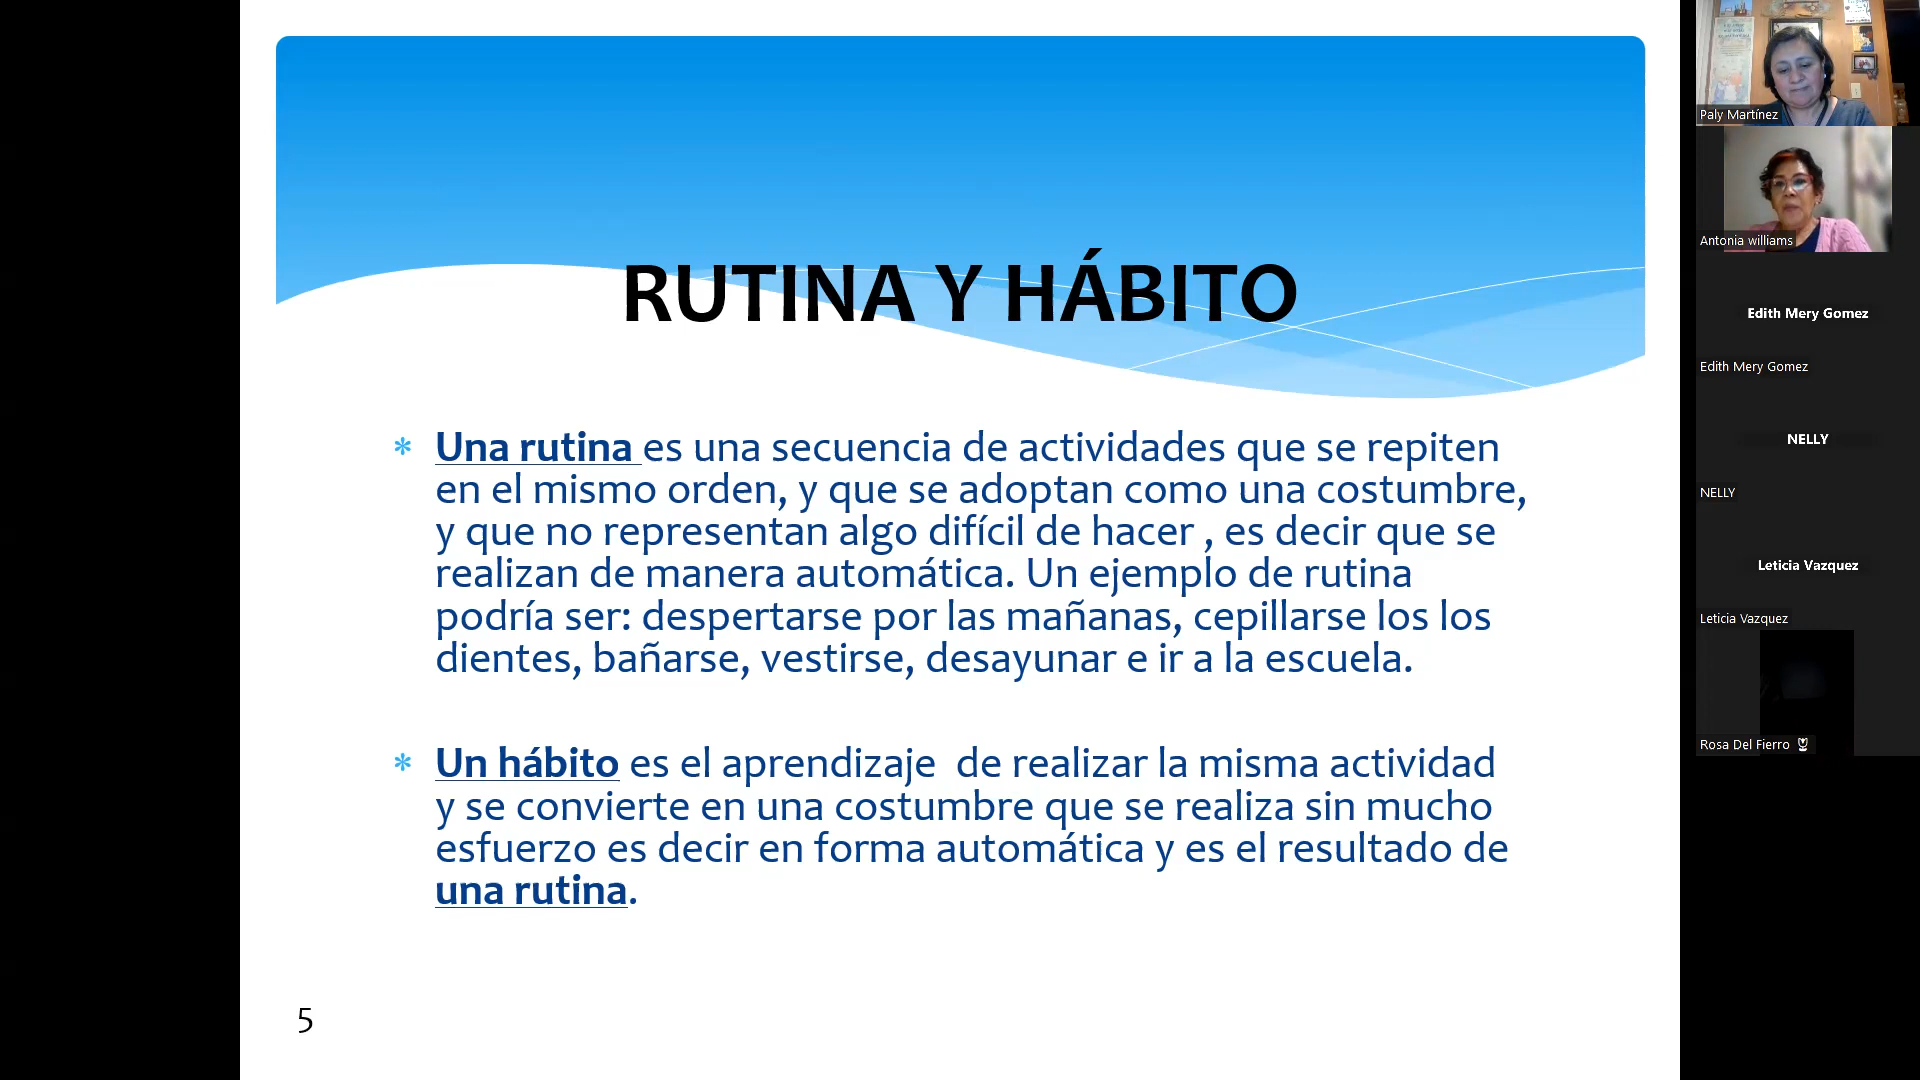 RUTINA Y HÁBITO
* Una rutina es una secuencia de actividades que se repiten
en el mismo orden, y que se adoptan como una costumbre,
y que no representan algo difícil de hacer , es decir que se
realizan de manera automática. Un ejemplo de rutina
podría ser: despertarse por las mañanas, cepillarse los los
dientes, bañarse, vestirse, desayunar e ir a la escuela.
* Un hábito es el aprendizaje  de realizar la misma actividad
y se convierte en una costumbre que se realiza sin mucho
esfuerzo es decir en forma automática y es el resultado de
una rutina.
5
Paly Martínez
Antonia williams
Edith Mery Gomez
Edith Mery Gomez
NELLY
NELLY
Leticia Vazquez
Leticia Vazquez
Rosa Del Fierro